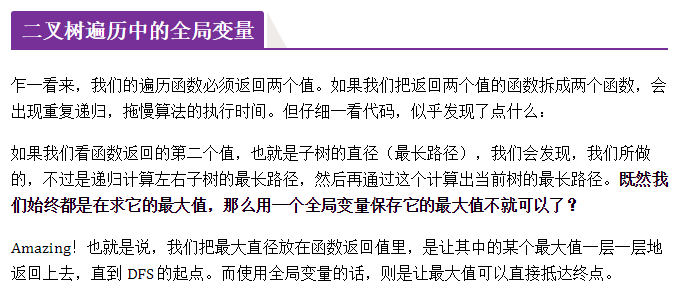 二叉树遍历中的全局变量
乍一看来，我们的遍历函数必须返回两个值。如果我们把返回两个值的函数拆成两个函数，会
出现重复递归，拖慢算法的执行时间。但仔细一看代码，似乎发现了点什么：
如果我们看函数返回的第二个值，也就是子树的直径（最长路径），我们会发现，我们所做
的，不过是递归计算左右子树的最长路径，然后再通过这个计算出当前树的最长路径。既然我
们始终都是在求它的最大值，那么用一个全局变量保存它的最大值不就可以了？
Amazing！也就是说，我们把最大直径放在函数返回值里，是让其中的某个最大值一层一层地
返回上去，直到 DFS 的起点。而使用全局变量的话，则是让最大值可以直接抵达终点。